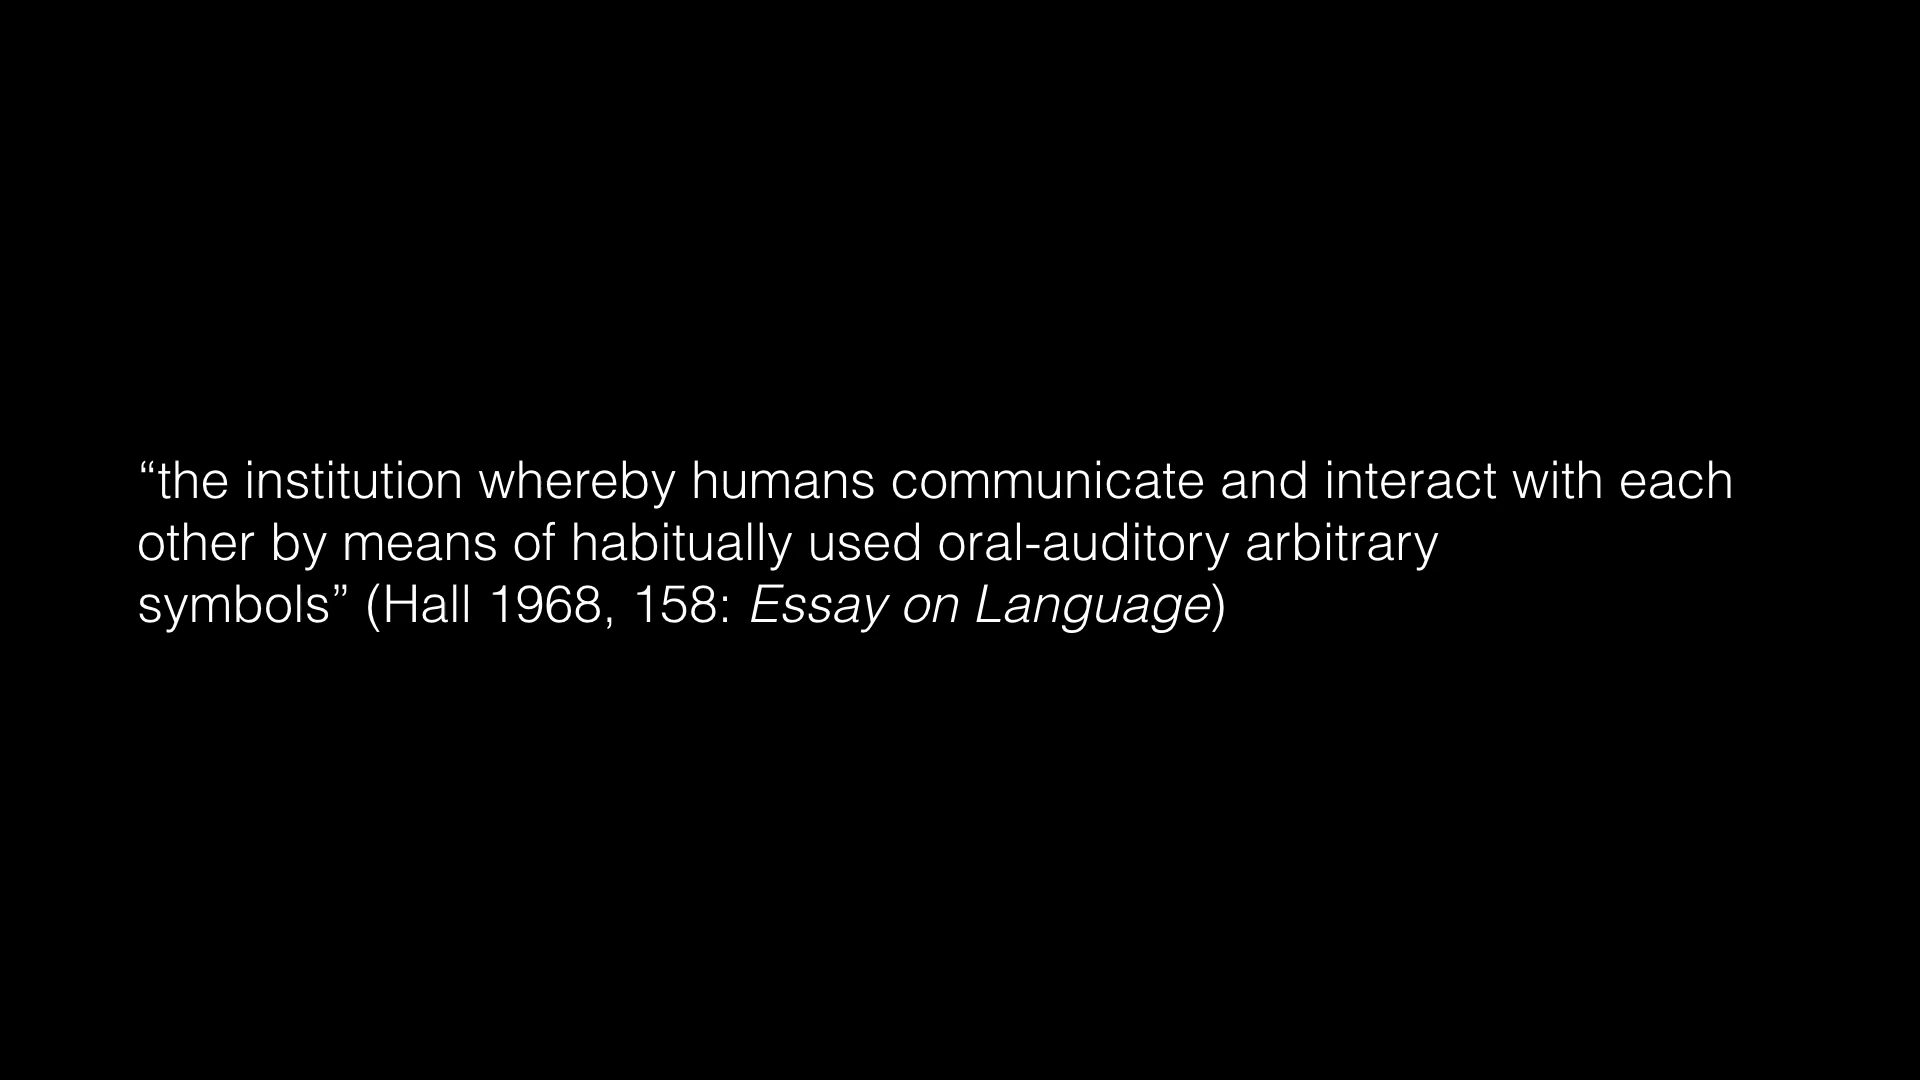 “the institution whereby humans communicate and interact with each
other by means of habitually used oral-auditory arbitrary
symbols” (Hall 1968, 158: Essay on Language)